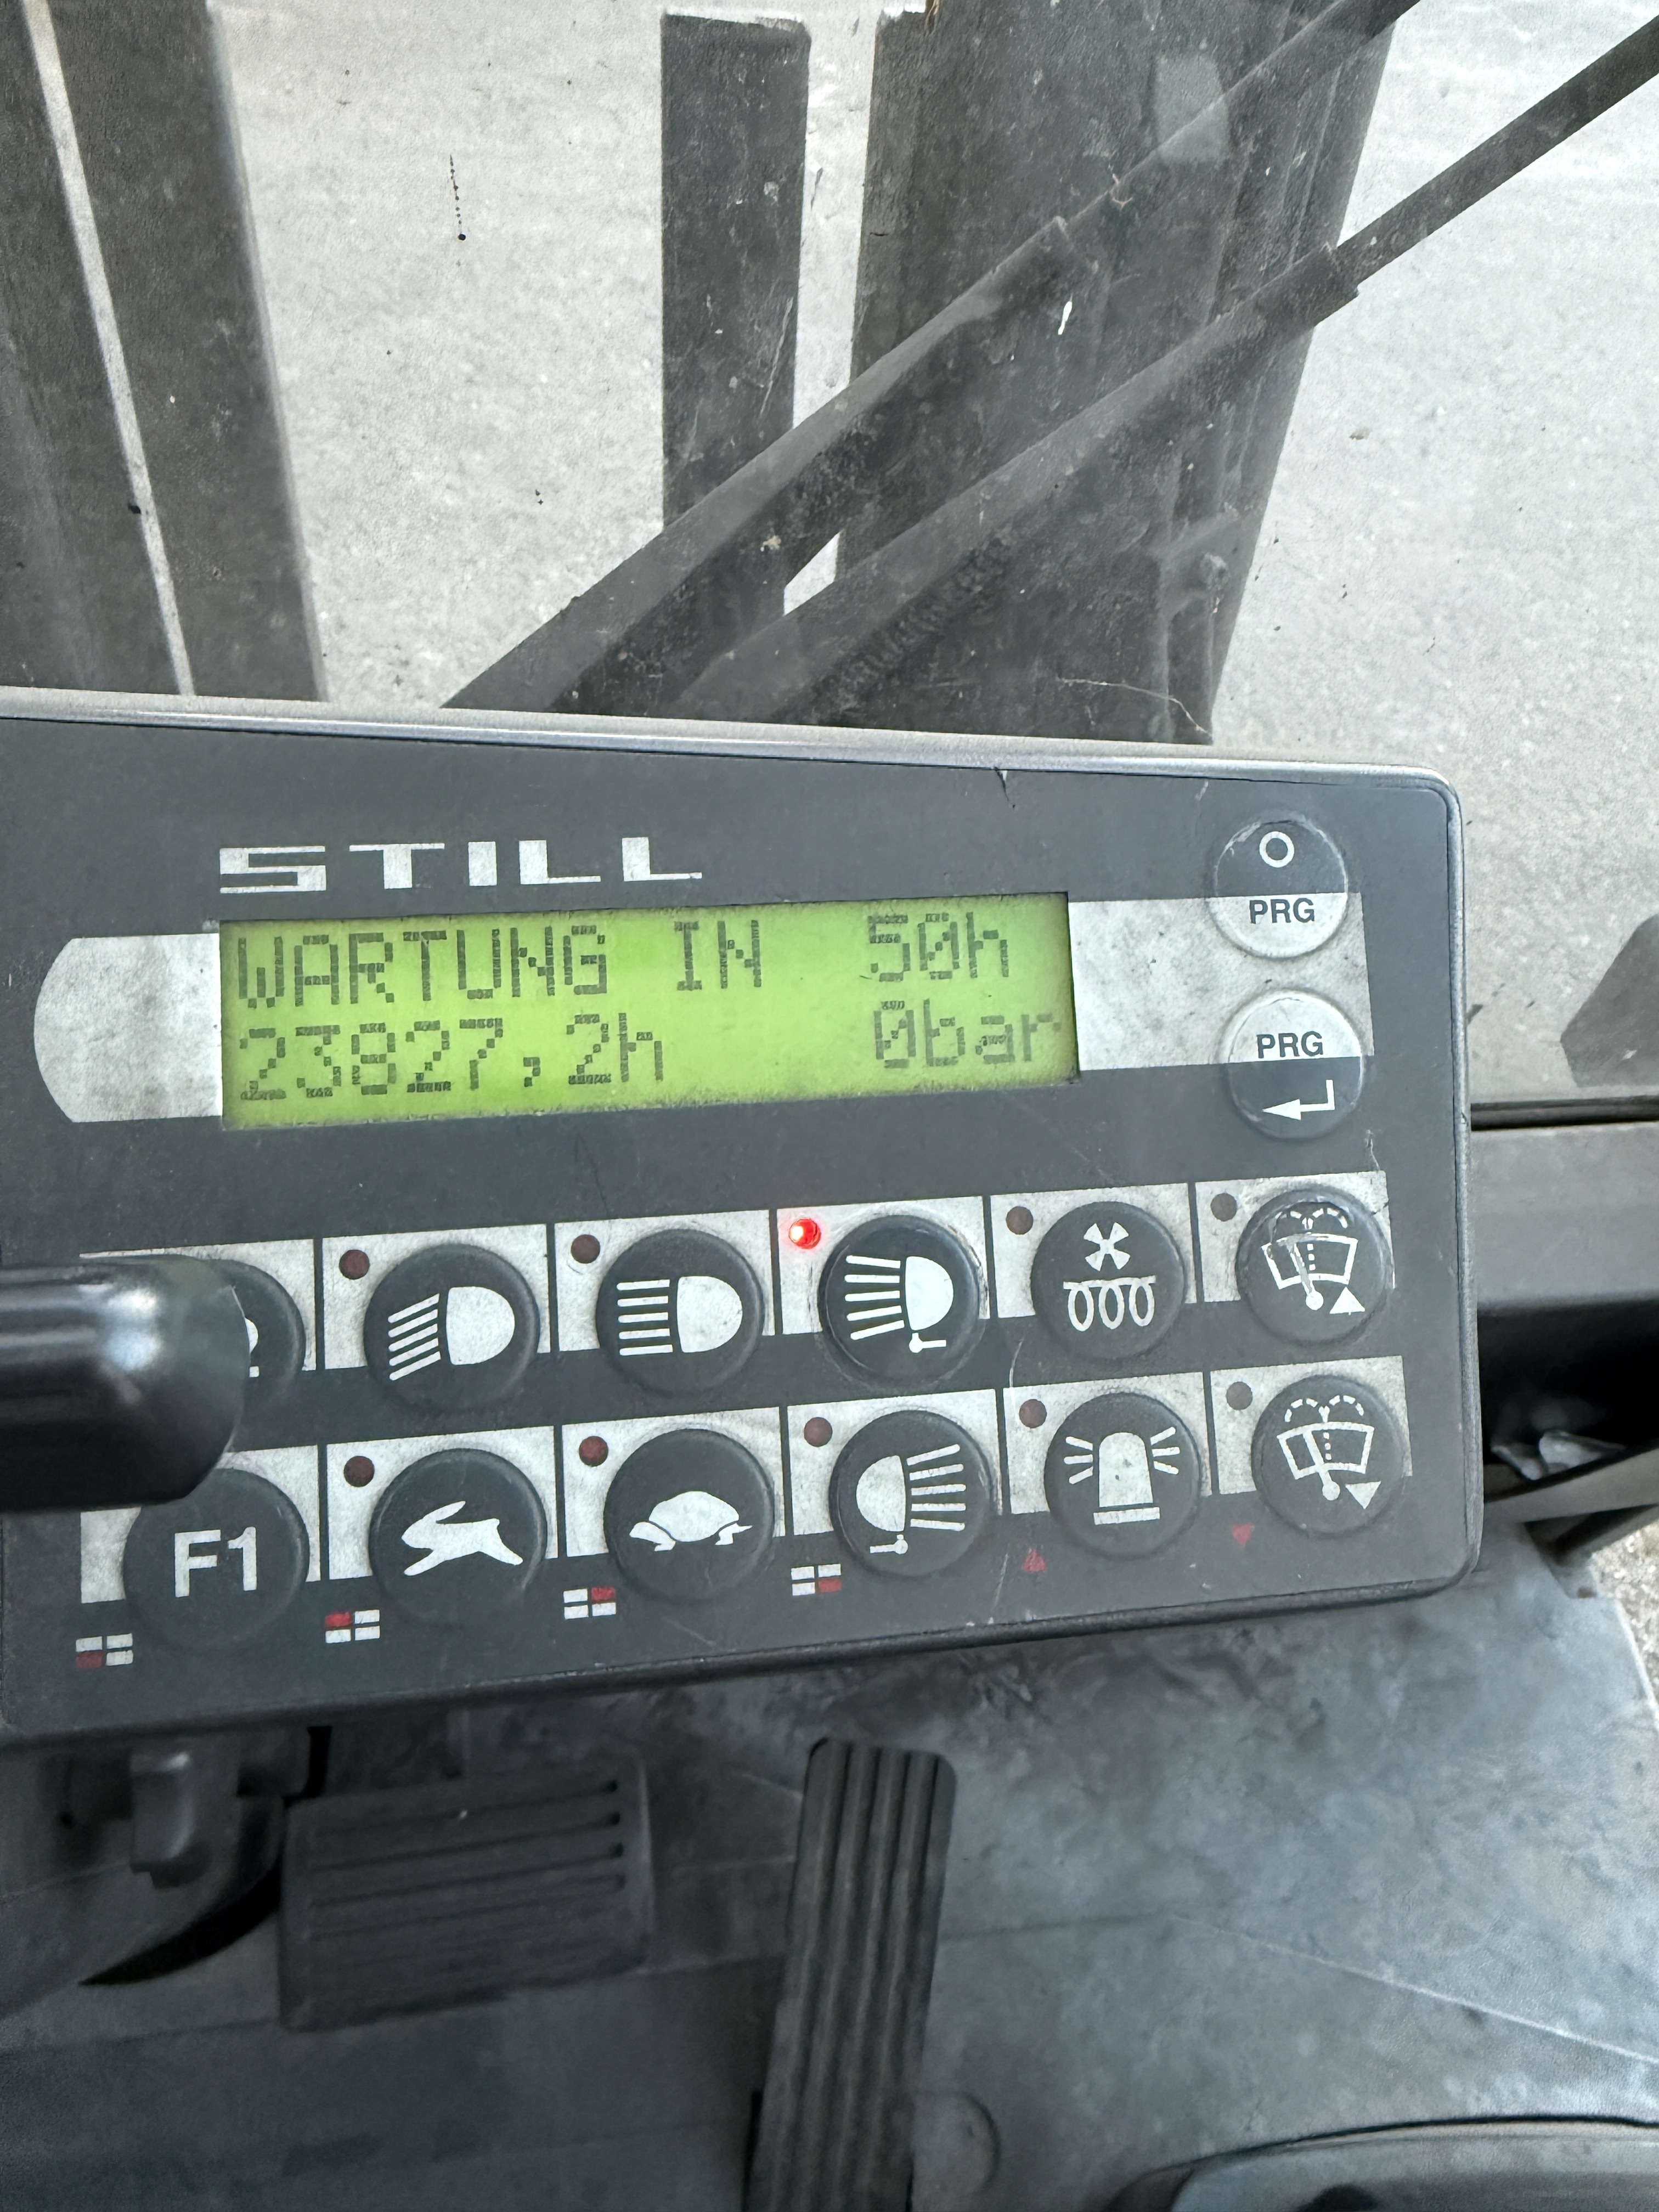 STILL
WARTUNG IN 50h
23827,2h 0bar
PRG
PRG
F1